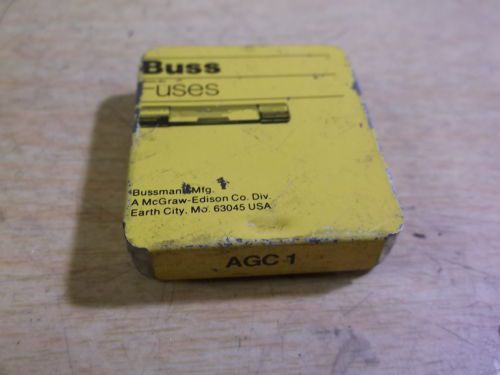 Buss
Fuses
Bussmann Mfg.
A McGraw-Edison Co. Div.
Earth City, Mo. 63045 USA
AGC 1